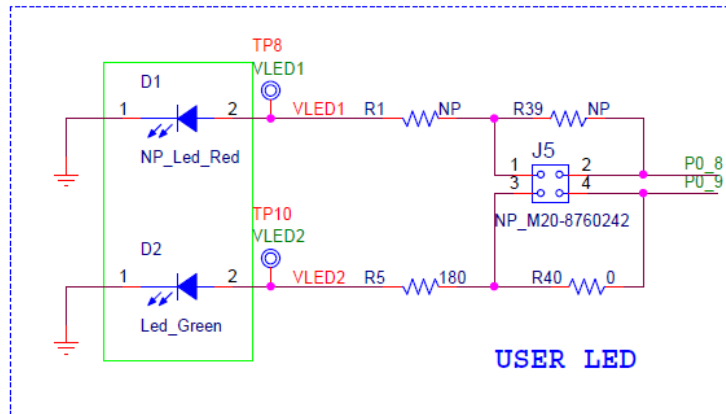 TP8
D1
VLED1
1
2
VLED1
R1
NP
R39
NP
NP_Led_Red
J5
1
2
P0_8
3
4
P0_9
TP10
NP_M20-8760242
D2
VLED2
1
2
VLED2
R5
180
R40
0
Led_Green
USER LED